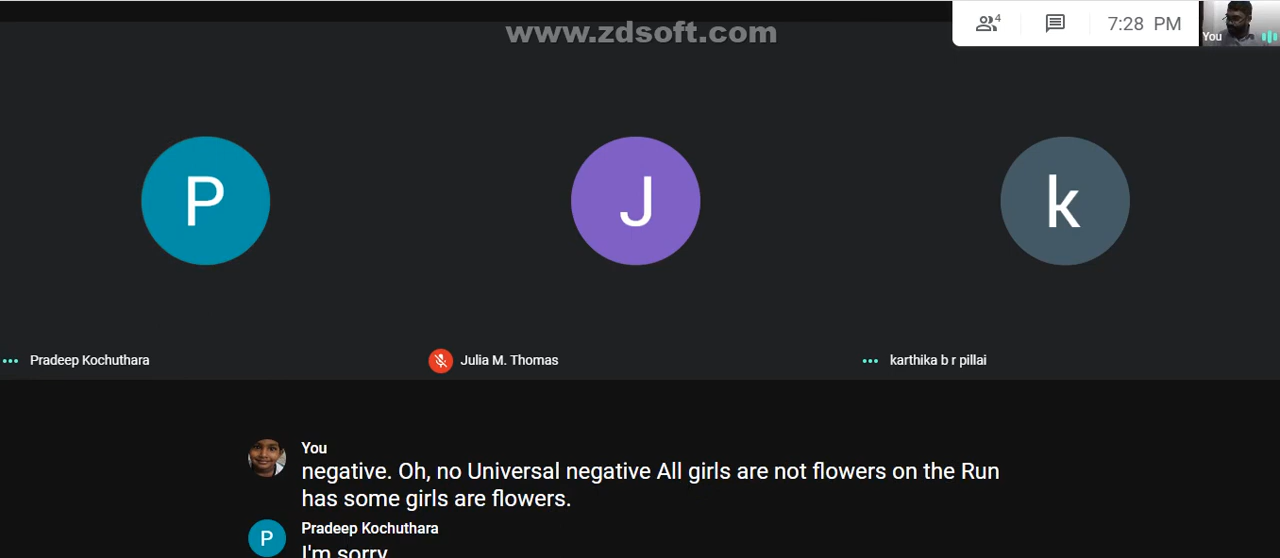 www.zdsoft.com
4
7:28 PM
You
P
J
k
Pradeep Kochuthara
Julia M. Thomas
karthika b r pillai
You
negative. Oh, no Universal negative All girls are not flowers on the Run
has some girls are flowers.
P
Pradeep Kochuthara
I'm sorry